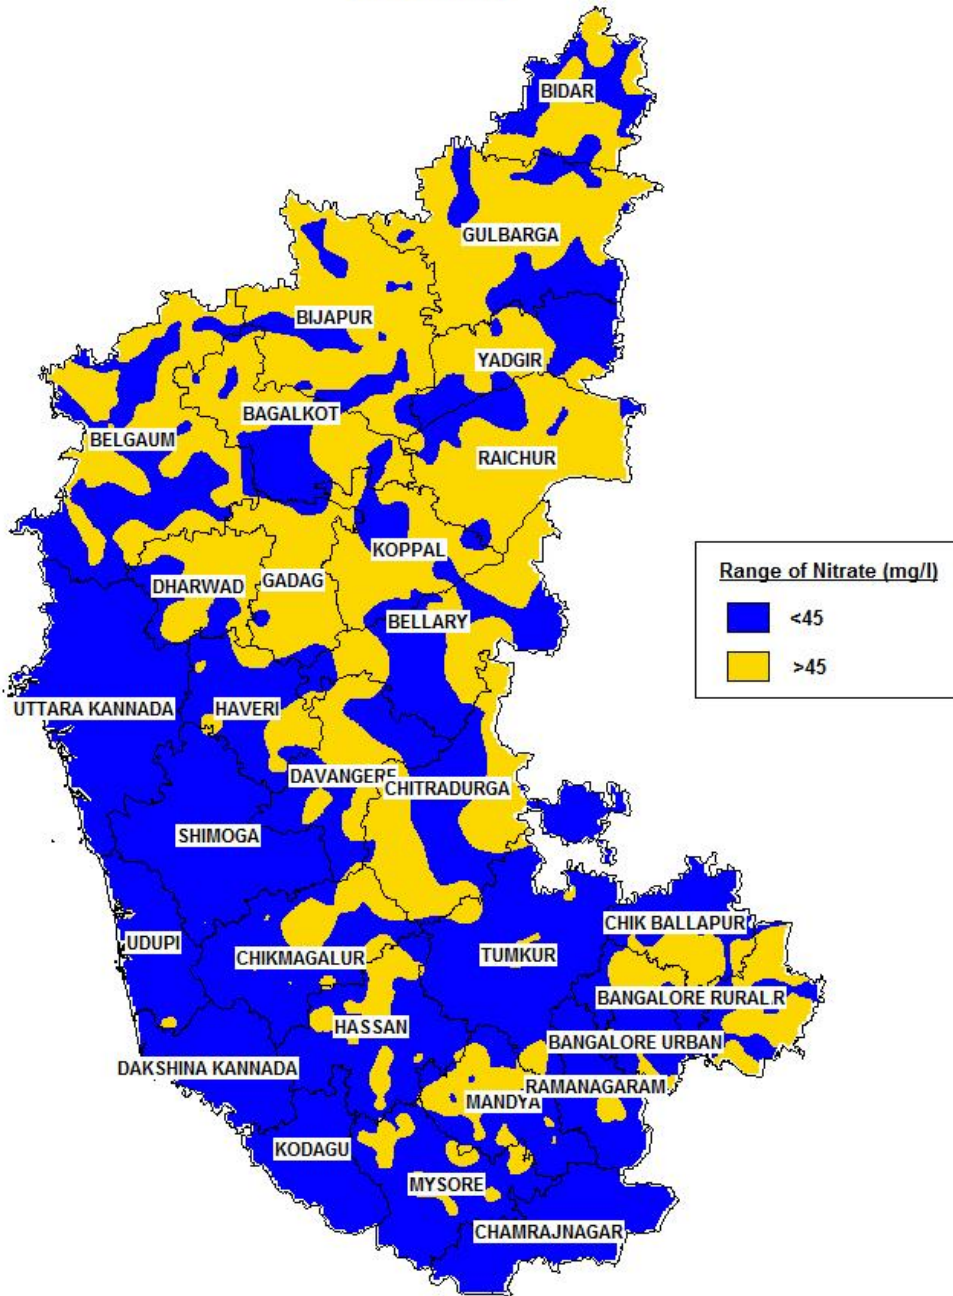 BIDAR
GULBARGA
BIJAPUR
YADGIR
BAGALKOT
BELGAUM
RAICHUR
KOPPAL
DHARWAD
GADAG
BELLARY
Range of Nitrate (mg/l)
<45
>45
UTTARA KANNADA
HAVERI
DAVANGERE
CHITRADURGA
SHIMOGA
CHIK BALLAPUR
UDUPI
CHIKMAGALUR
TUMKUR
BANGALORE RURAL
HASSAN
BANGALORE URBAN
DAKSHINA KANNADA
RAMANAGARAM
MANDYA
KODAGU
MYSORE
CHAMRAJNAGAR